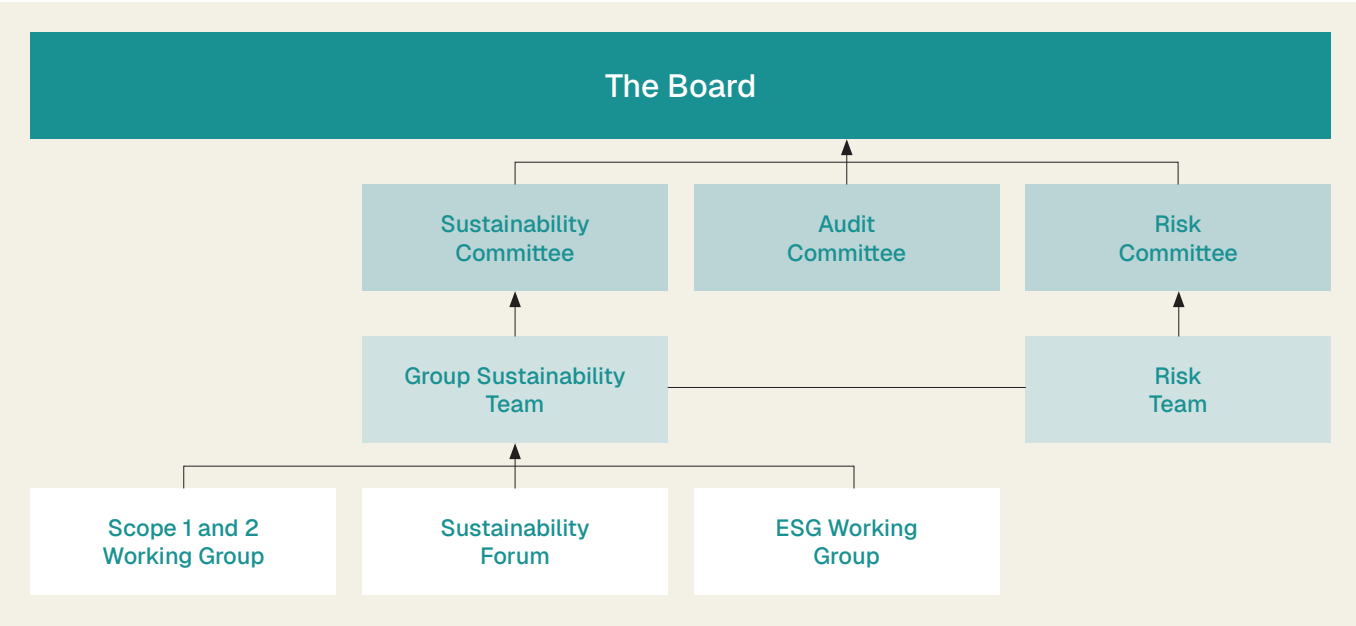 The Board
Sustainability
Committee
Audit
Committee
Risk
Committee
Group Sustainability
Team
Risk
Team
Scope 1 and 2
Working Group
Sustainability
Forum
ESG Working
Group